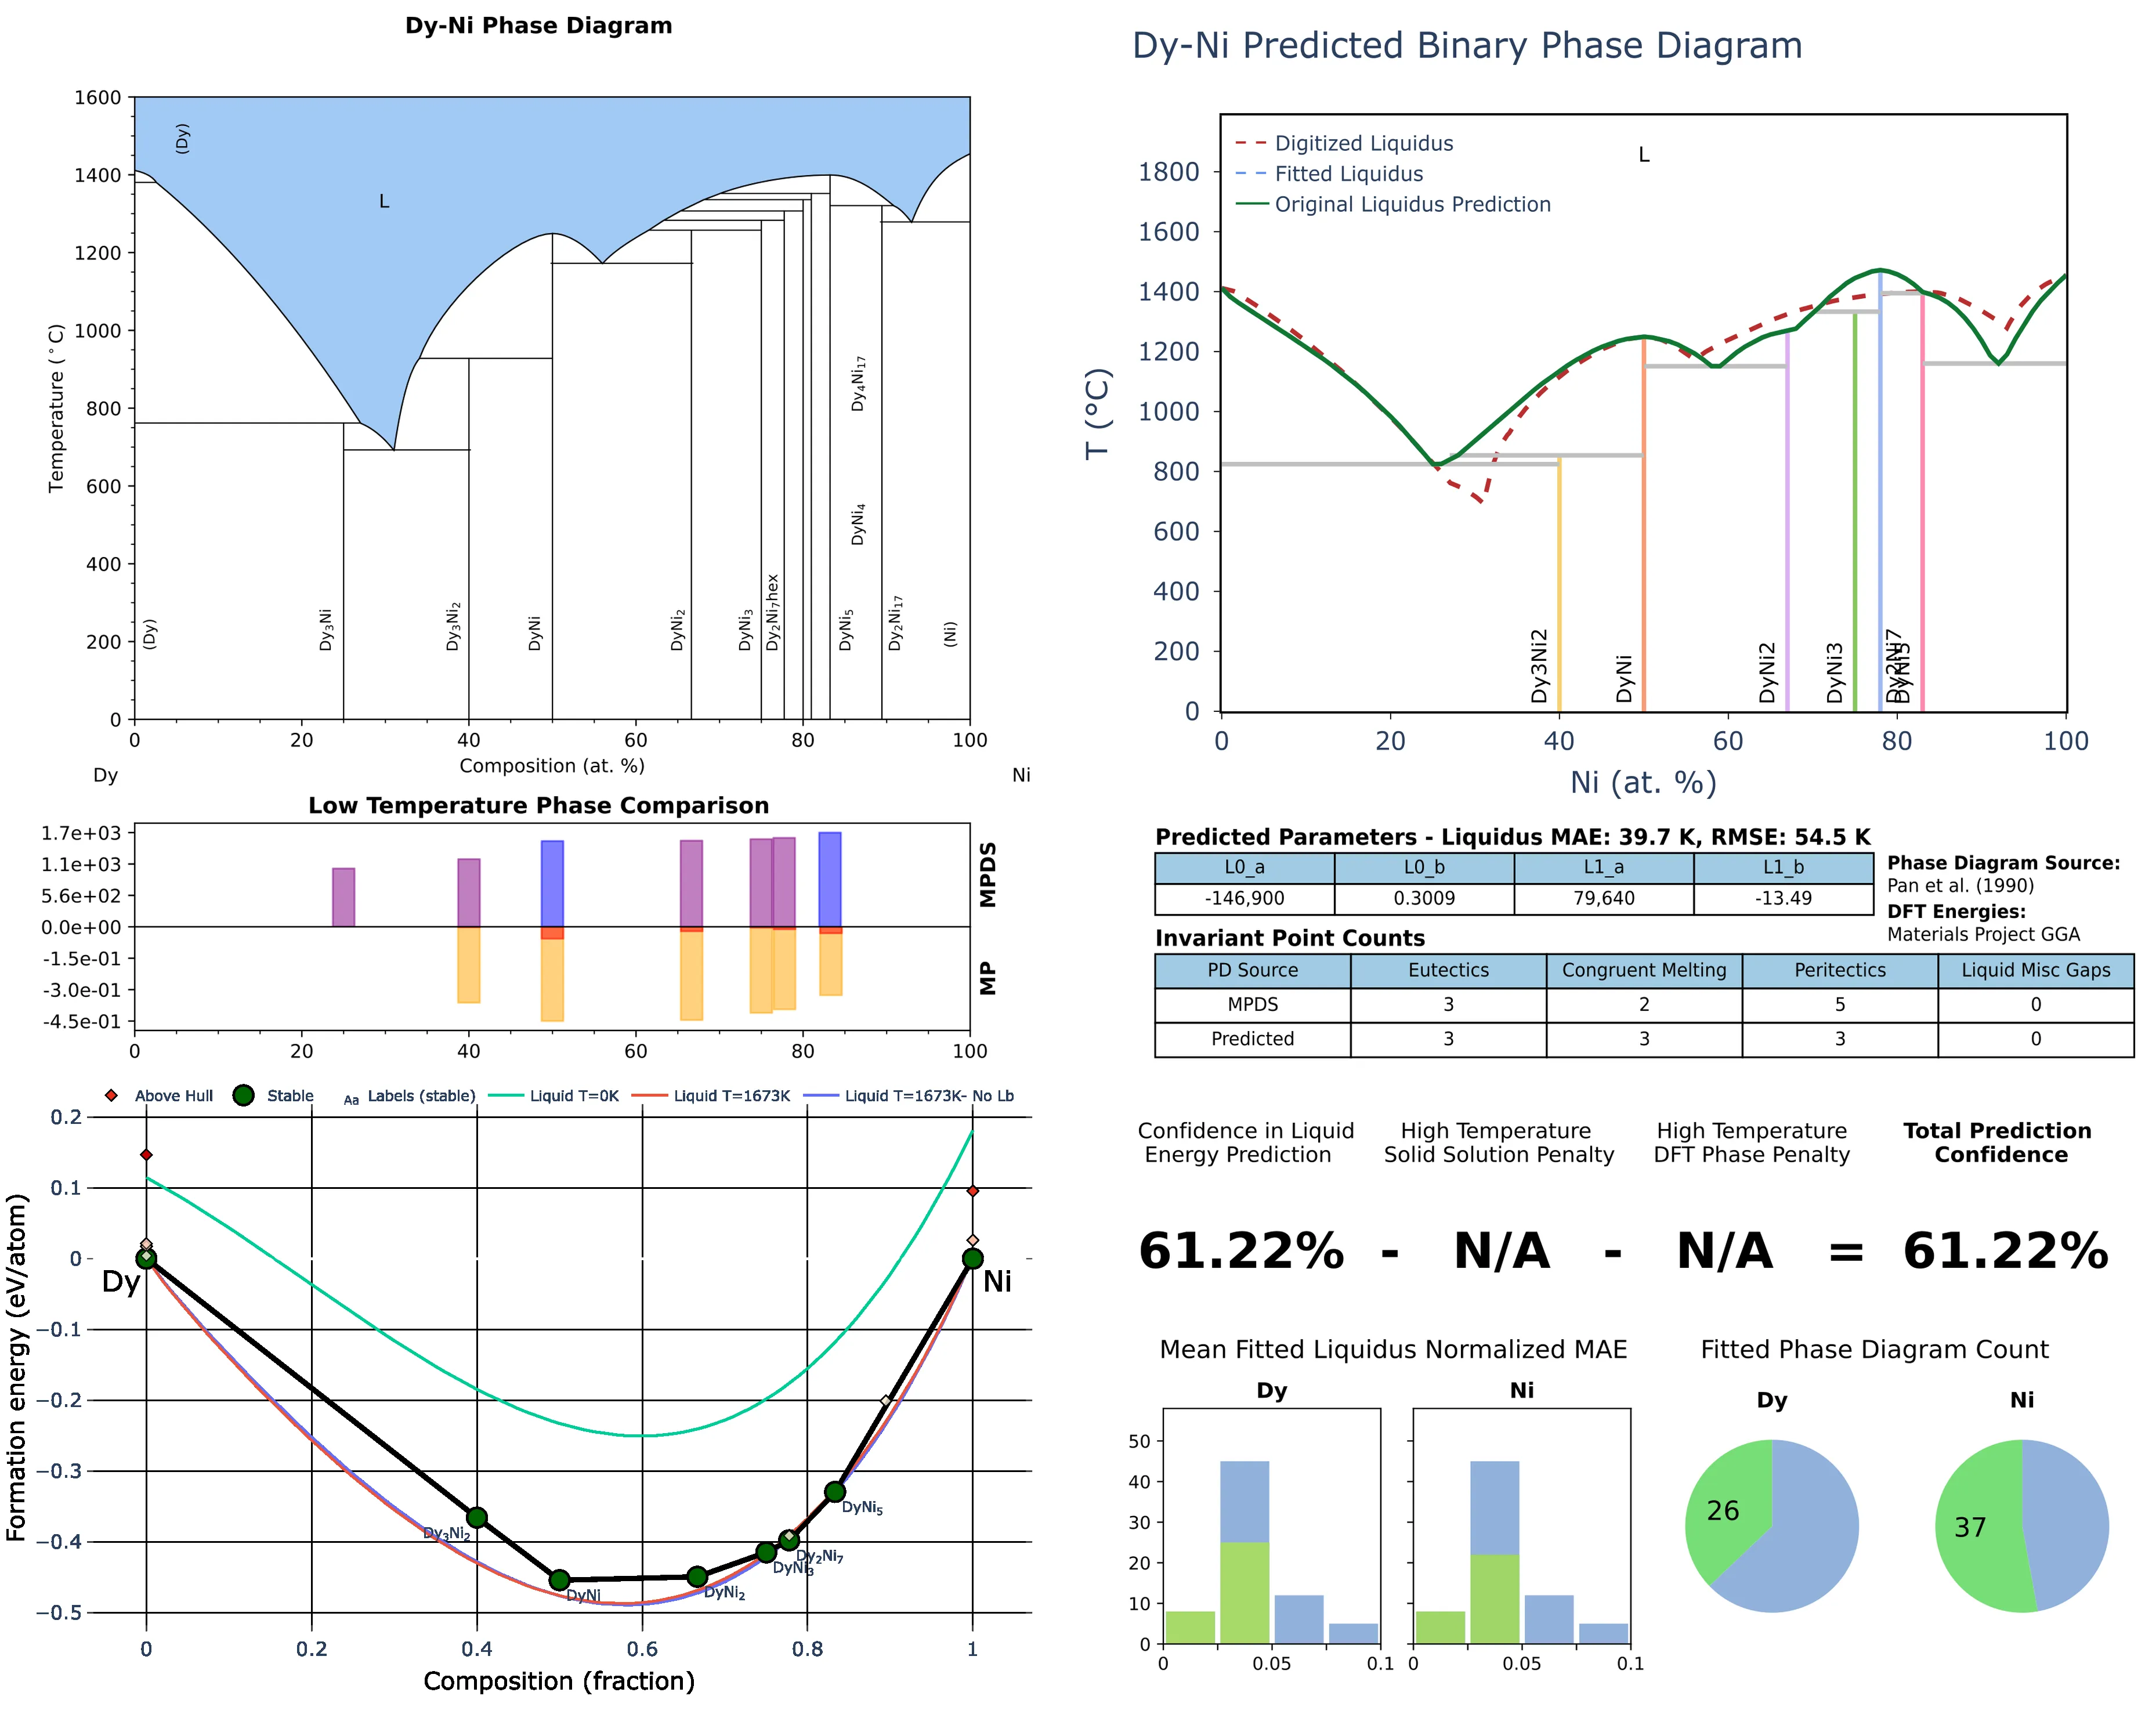 Dy-Ni Phase Diagram
1600
1400
1200
1000
800
600
400
200
0
Temperature (°C)
(Dy)
L
(Dy)
Dy₃Ni
Dy₃Ni₂
DyNi
DyNi₂
DyNi₃
Dy₂Ni₇hex
DyNi₄
Dy₄Ni₁₇
DyNi₅
Dy₂Ni₁₇
(Ni)
0 20 40 60 80 100
Composition (at. %)
Dy Ni
Low Temperature Phase Comparison
1.7e+03
1.1e+03
5.6e+02
0.0e+00
-1.5e-01
-3.0e-01
-4.5e-01
MPDS
MP
0 20 40 60 80 100
Above Hull Stable Aa Labels (stable) Liquid T=0K Liquid T=1673K Liquid T=1673K- No Lb
0.2
0.1
0
−0.1
−0.2
−0.3
−0.4
−0.5
Formation energy (eV/atom)
Dy
Ni
Dy₃Ni₂
DyNi
DyNi₂
DyNi₃
Dy₂Ni₇
DyNi₅
0 0.2 0.4 0.6 0.8 1
Composition (fraction)
Dy-Ni Predicted Binary Phase Diagram
Digitized Liquidus
Fitted Liquidus
Original Liquidus Prediction
L
1800
1600
1400
1200
1000
800
600
400
200
0
T (°C)
Dy3Ni2
DyNi
DyNi2
DyNi3
Dy2Ni7
DyNi5
0 20 40 60 80 100
Ni (at. %)
Predicted Parameters - Liquidus MAE: 39.7 K, RMSE: 54.5 K
L0_a L0_b L1_a L1_b
-146,900 0.3009 79,640 -13.49
Phase Diagram Source:
Pan et al. (1990)
DFT Energies:
Materials Project GGA
Invariant Point Counts
PD Source Eutectics Congruent Melting Peritectics Liquid Misc Gaps
MPDS 3 2 5 0
Predicted 3 3 3 0
Confidence in Liquid
Energy Prediction
High Temperature
Solid Solution Penalty
High Temperature
DFT Phase Penalty
Total Prediction
Confidence
61.22% - N/A - N/A = 61.22%
Mean Fitted Liquidus Normalized MAE
Dy Ni
50
40
30
20
10
0
0 0.05 0.1 0 0.05 0.1
Fitted Phase Diagram Count
Dy Ni
26 37